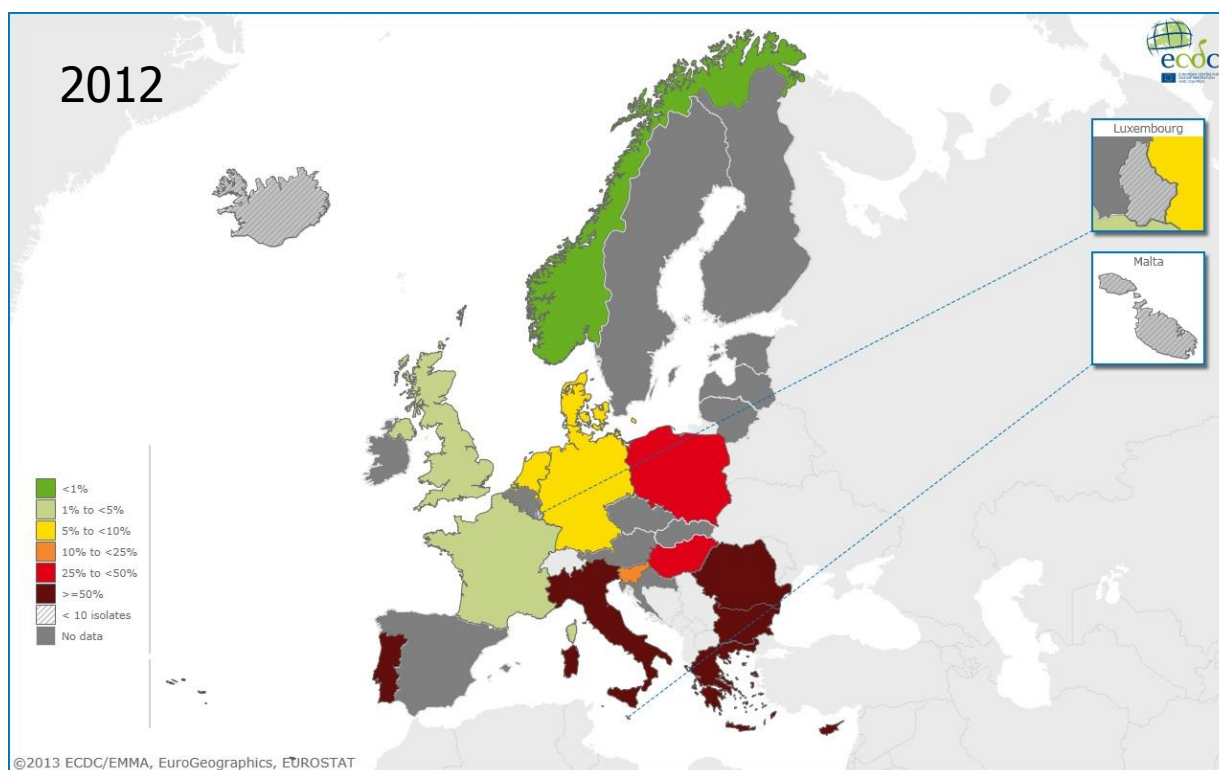 2012
ecdc
Luxembourg
Malta
<1%
1% to <5%
5% to <10%
10% to <25%
25% to <50%
>=50%
< 10 isolates
No data
©2013 ECDC/EMMA, EuroGeographics, EUROSTAT